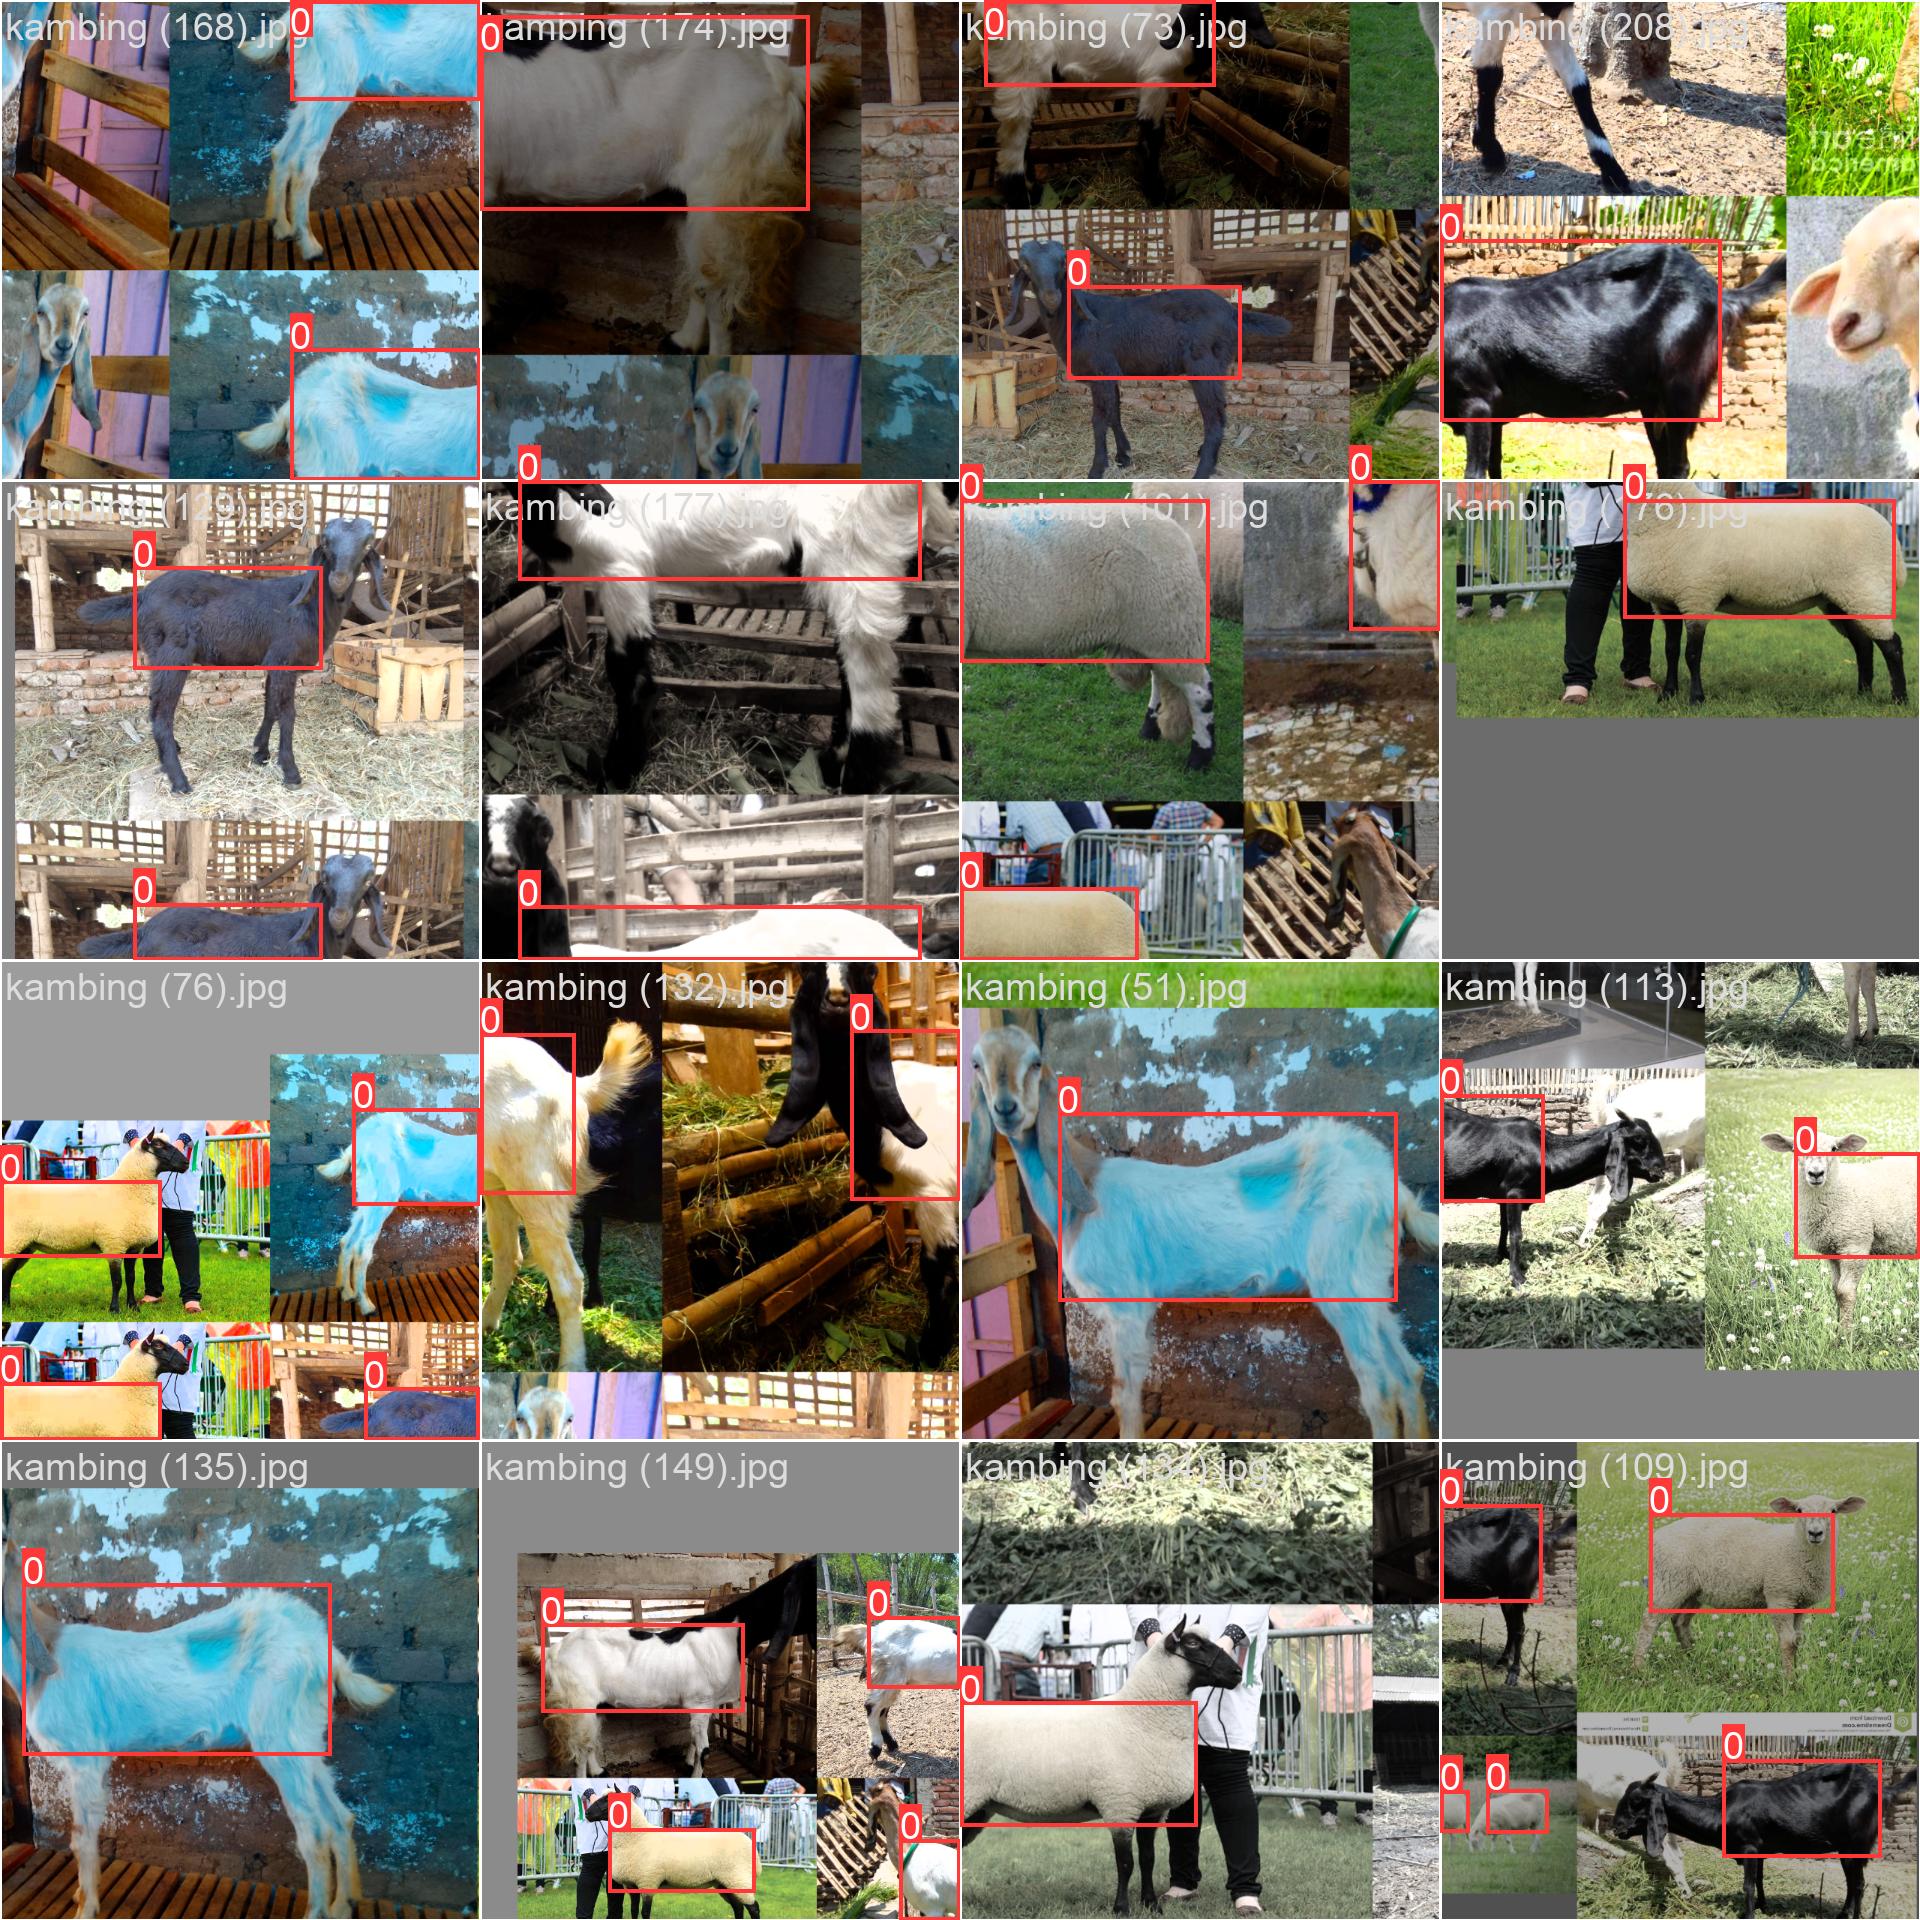 kambing (168).jpg
kambing (174).jpg
kambing (73).jpg
kambing (208).jpg
0
0
0
0
0
0
0
0
0
kambing (129).jpg
kambing (177).jpg
kambing (101).jpg
kambing (76).jpg
0
0
0
0
0
0
0
0
kambing (76).jpg
kambing (132).jpg
kambing (51).jpg
kambing (113).jpg
0
0
0
0
0
0
0
0
0
kambing (135).jpg
kambing (149).jpg
kambing (134).jpg
kambing (109).jpg
0
0
0
0
0
0
0
0
0
0
0